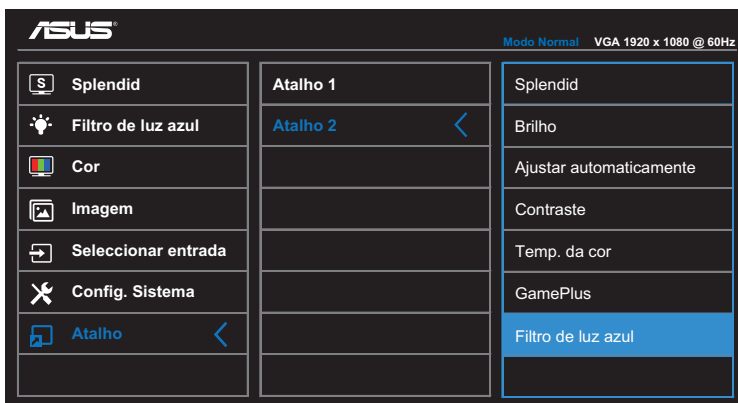 ASUS
Modo Normal VGA 1920 x 1080 @ 60Hz
S Splendid
Filtro de luz azul
Cor
Imagem
Seleccionar entrada
Config. Sistema
Atalho
Atalho 1
Atalho 2
Splendid
Brilho
Ajustar automaticamente
Contraste
Temp. da cor
GamePlus
Filtro de luz azul